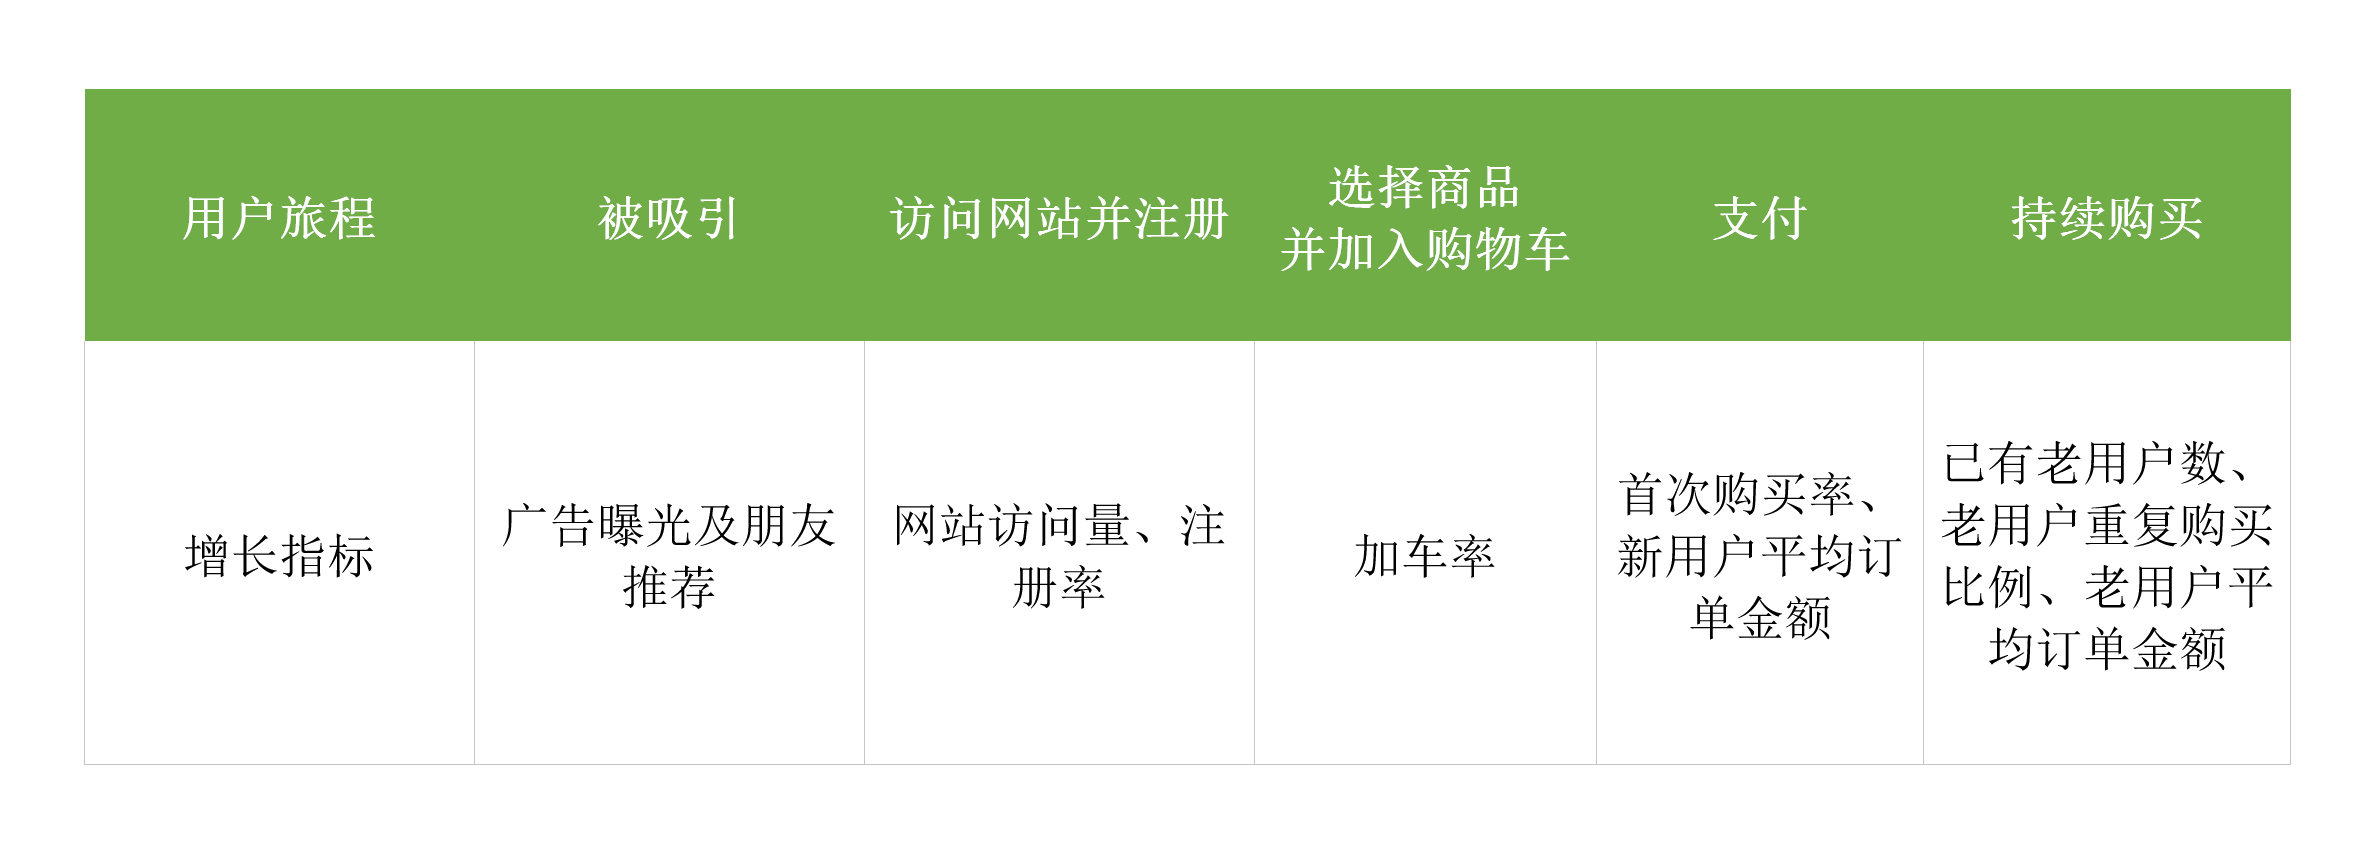 用户旅程
被吸引
访问网站并注册
选择商品
并加入购物车
支付
持续购买
增长指标
广告曝光及朋友
推荐
网站访问量、注
册率
加车率
首次购买率、
新用户平均订
单金额
已有老用户数、
老用户重复购买
比例、老用户平
均订单金额